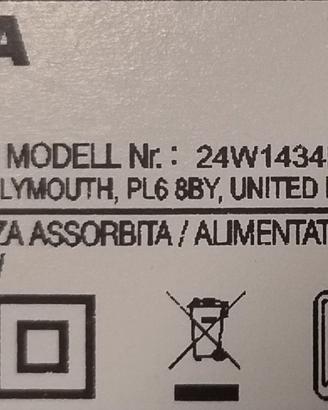 A
MODELL Nr.: 24W1434
LYMOUTH, PL6 8BY, UNITED
ZA ASSORBITA / ALIMENTAT